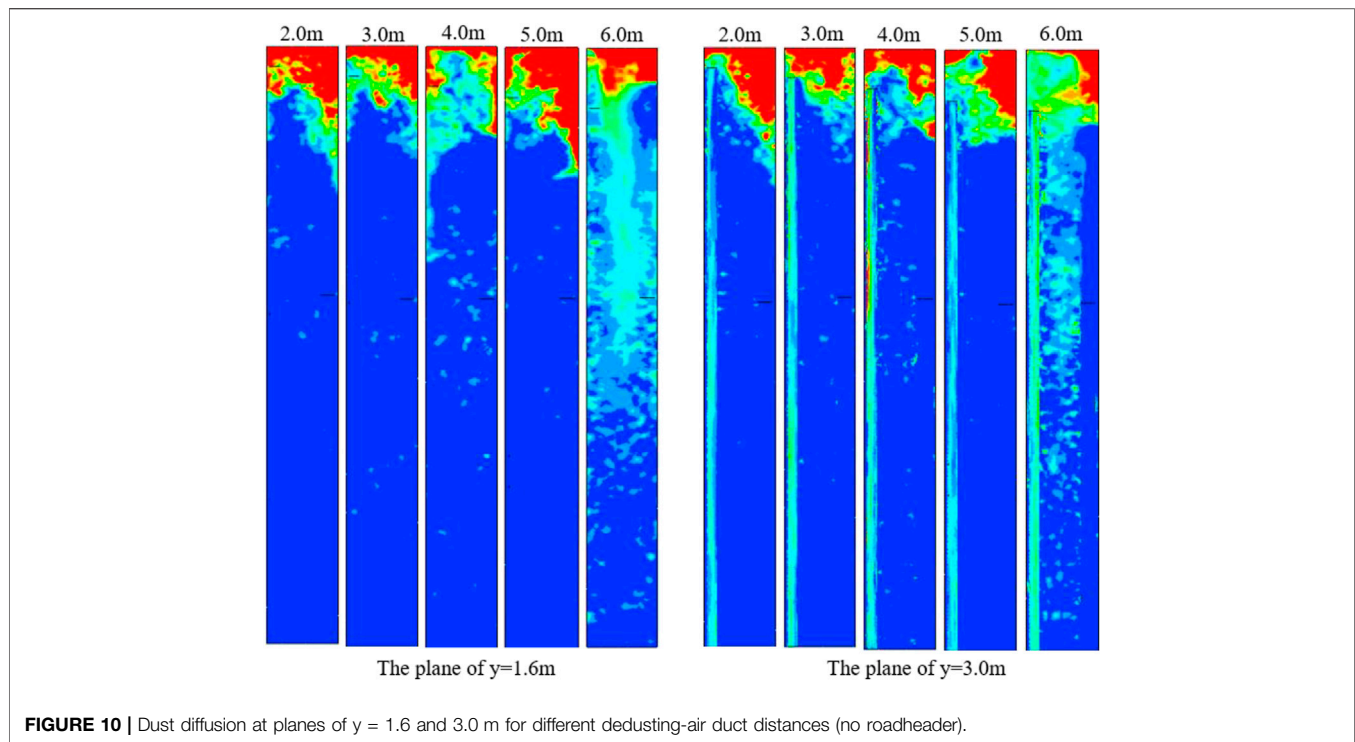 2.0m 3.0m 4.0m 5.0m 6.0m 2.0m 3.0m 4.0m 5.0m 6.0m
The plane of y=1.6m The plane of y=3.0m
FIGURE 10 | Dust diffusion at planes of y = 1.6 and 3.0 m for different dedusting-air duct distances (no roadheader).